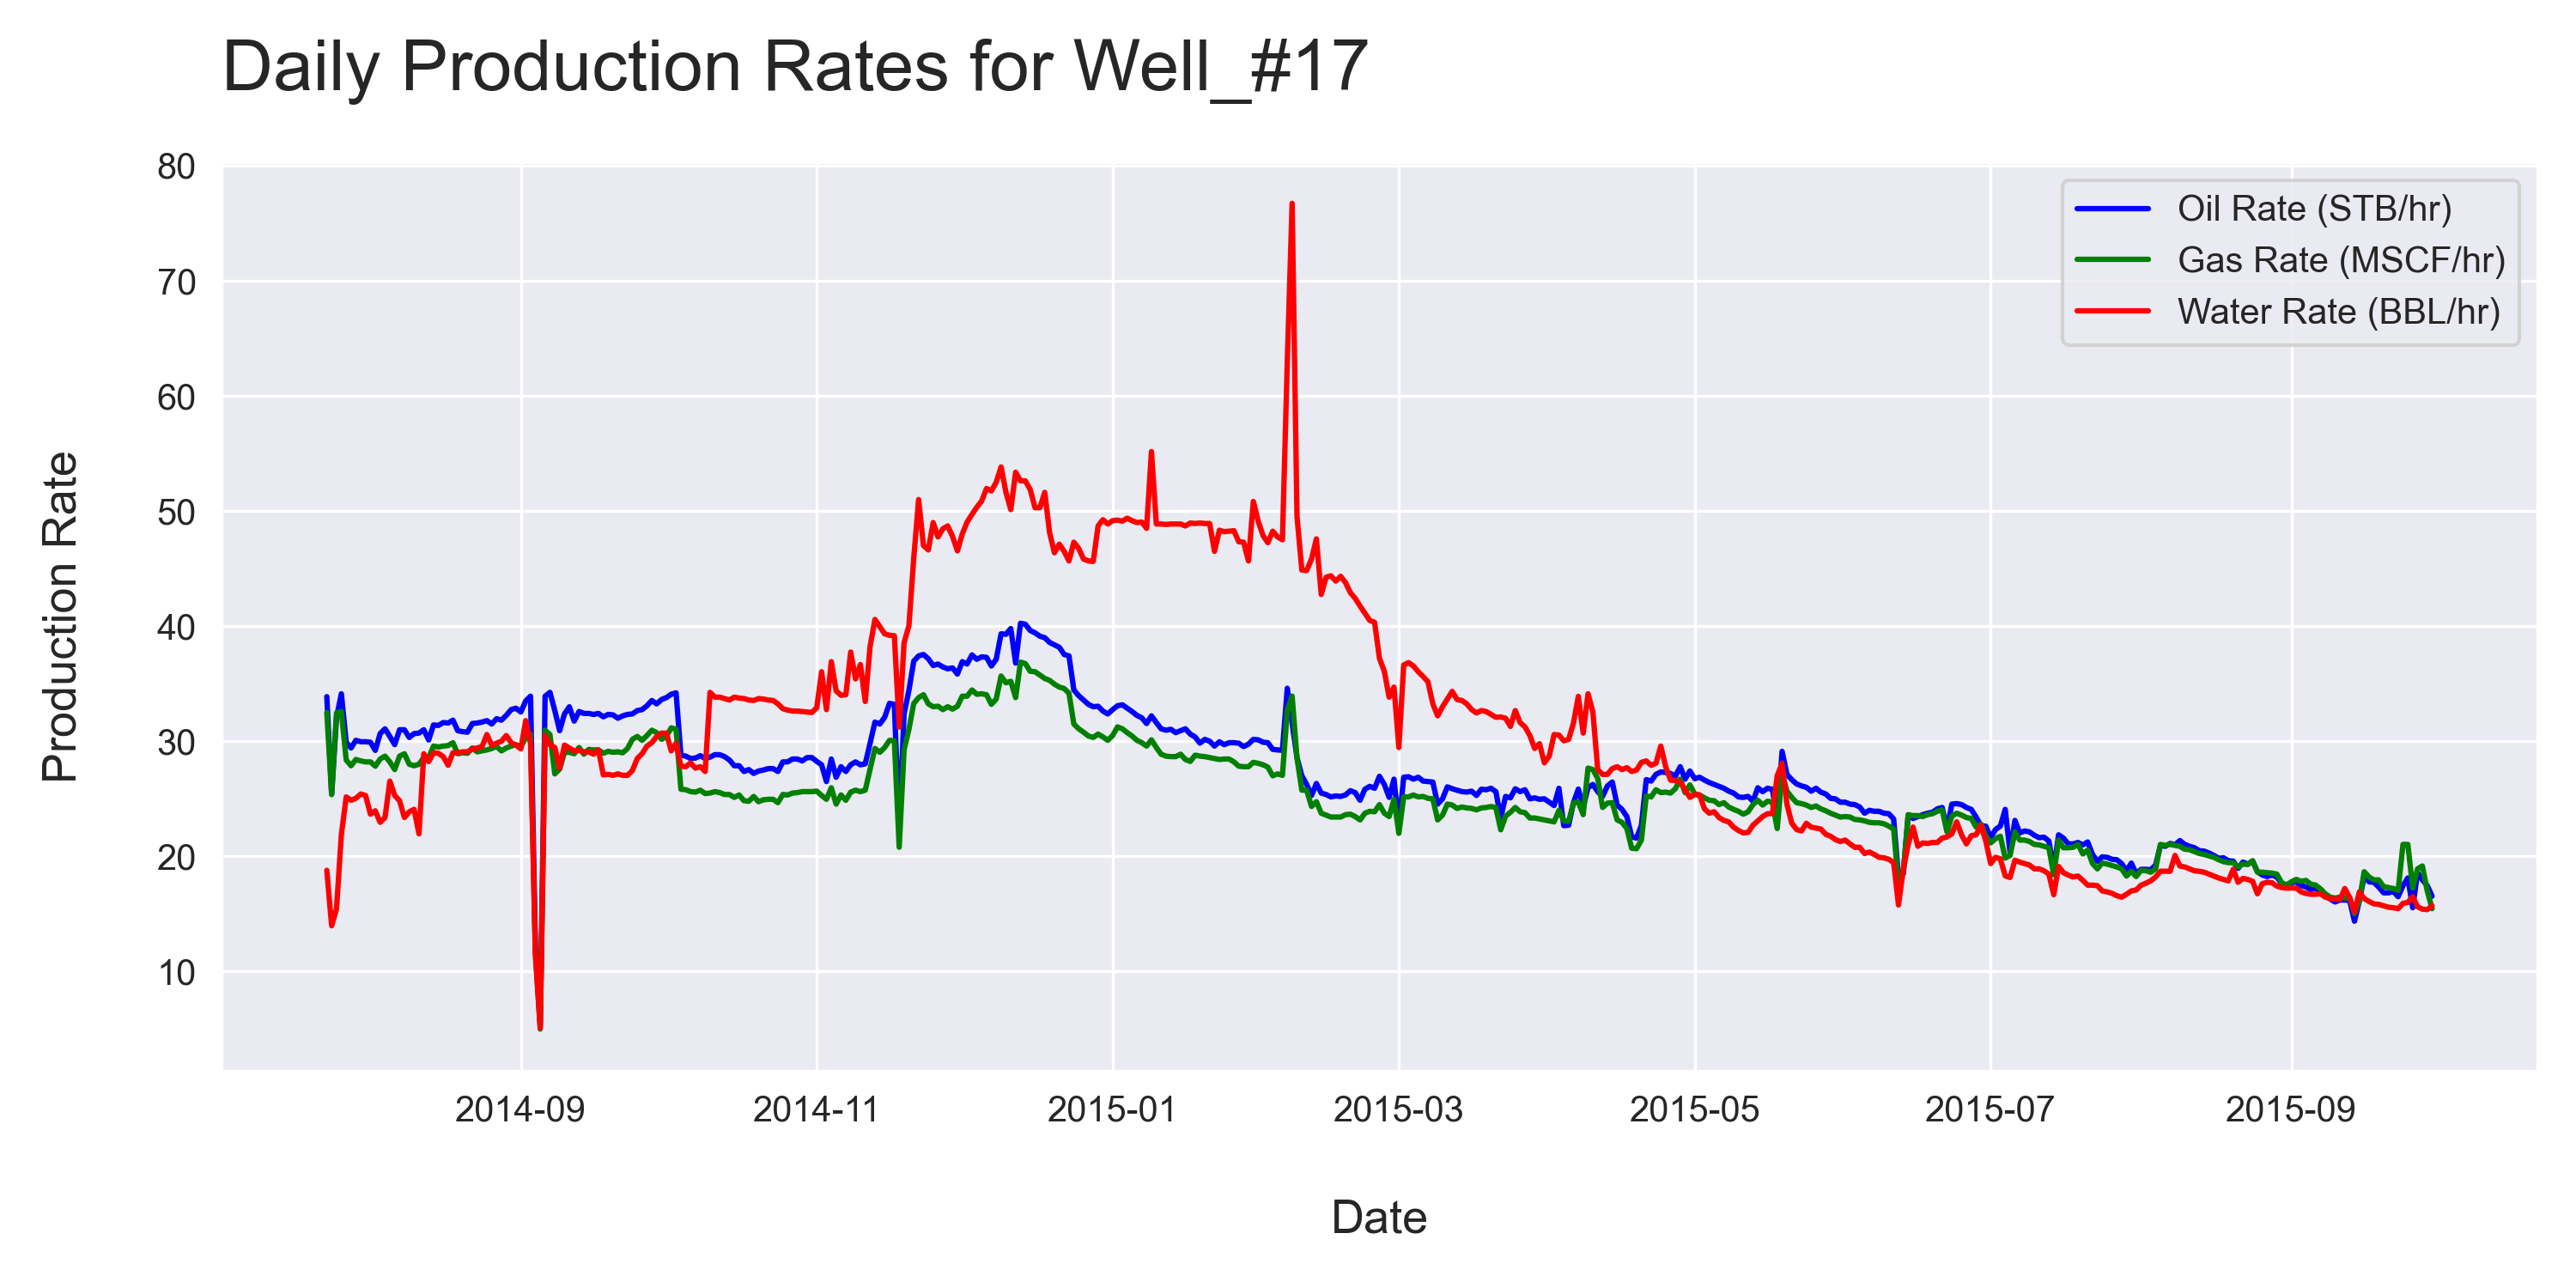 Daily Production Rates for Well_#17
Production Rate
80
70
60
50
40
30
20
10
Oil Rate (STB/hr)
Gas Rate (MSCF/hr)
Water Rate (BBL/hr)
2014-09 2014-11 2015-01 2015-03 2015-05 2015-07 2015-09
Date